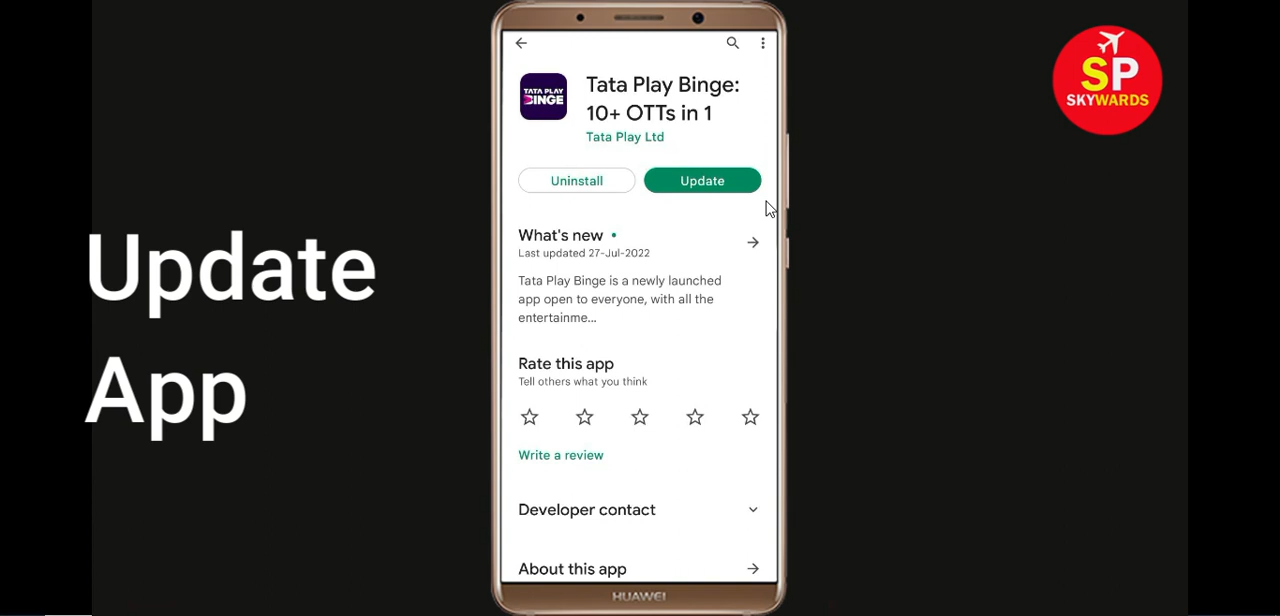 SP
SKYWARDS
Update
App
TATA PLAY
BINGE
Tata Play Binge:
10+ OTTs in 1
Tata Play Ltd
Uninstall
Update
What's new
Last updated 27-Jul-2022
Tata Play Binge is a newly launched
app open to everyone, with all the
entertainme...
Rate this app
Tell others what you think
Write a review
Developer contact
About this app
HUAWEI